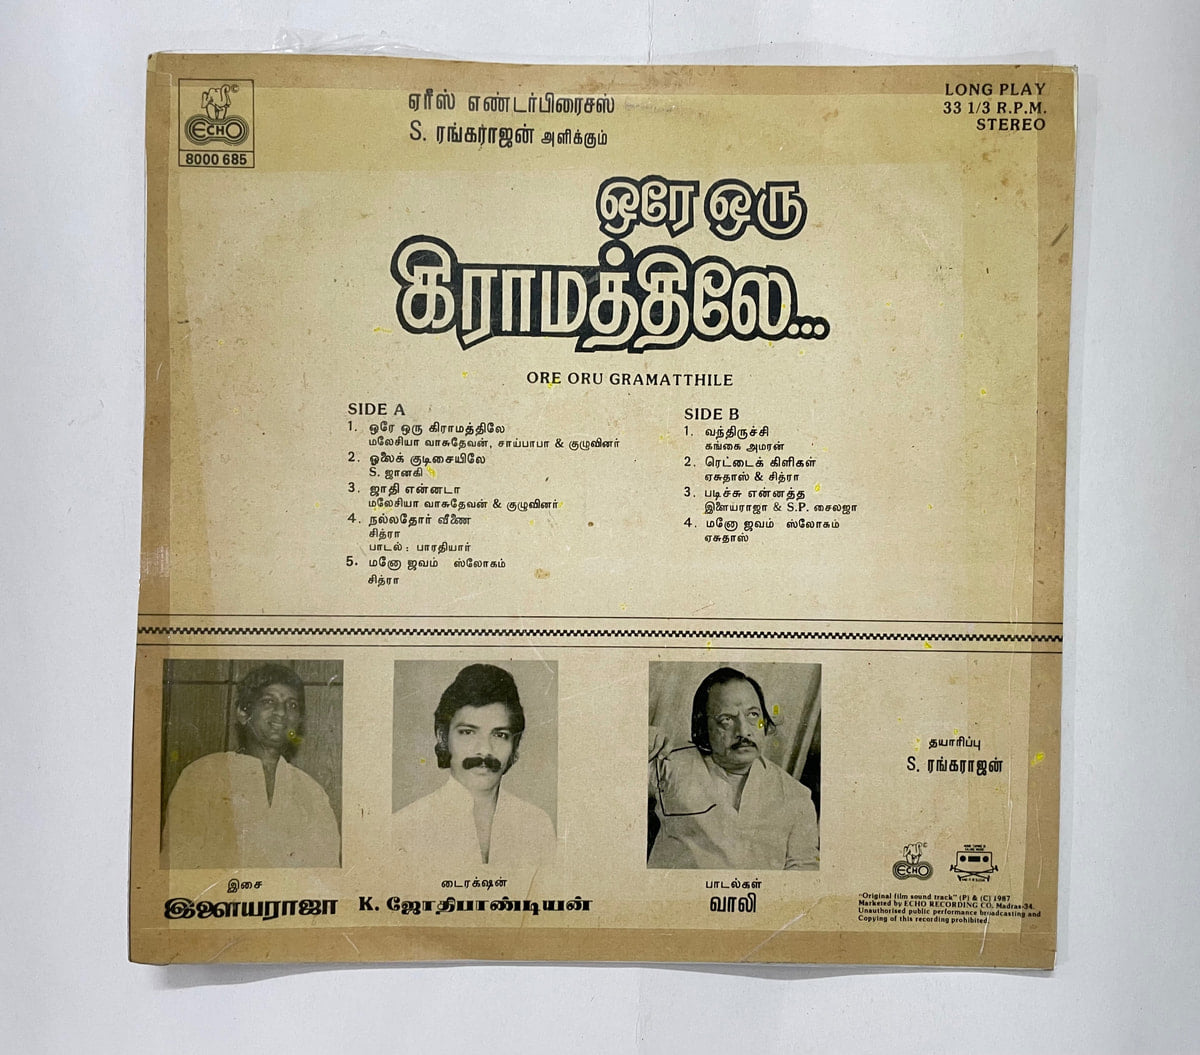 ECHO
8000 685
ஏரீஸ் எண்டர்பிரைசஸ்
S. ரங்கராஜன் அளிக்கும்
LONG PLAY
33 1/3 R.P.M.
STEREO
ஒரே ஒரு
கிராமத்திலே...
ORE ORU GRAMATTHILE
SIDE A
1. ஒரே ஒரு கிராமத்திலே
மலேசியா வாசுதேவன், சாய்பாபா & குழுவினர்
2. ஓலைக் குடிசையிலே
S. ஜானகி
3. ஜாதி என்னடா
மலேசியா வாசுதேவன் & குழுவினர்
4. நல்லதோர் வீணை
சித்ரா
பாடல் : பாரதியார்
5. மனோ ஜவம் ஸ்லோகம்
சித்ரா
SIDE B
1. வந்திருச்சி
கங்கை அமரன்
2. ரெட்டைக் கிளிகள்
ஏசுதாஸ் & சித்ரா
3. படிச்சு என்னத்த
இளையராஜா & S.P. சைலஜா
4. மனோ ஜவம் ஸ்லோகம்
ஏசுதாஸ்
இசை
இளையராஜா
டைரக்ஷன்
K. ஜோதிபாண்டியன்
பாடல்கள்
வாலி
தயாரிப்பு
S. ரங்கராஜன்
ECHO
"Original film sound track" (P) & (C) 1987
Marketed by ECHO RECORDING CO. Madras-34.
Unauthorised public performance broadcasting and
Copying of this recording prohibited.